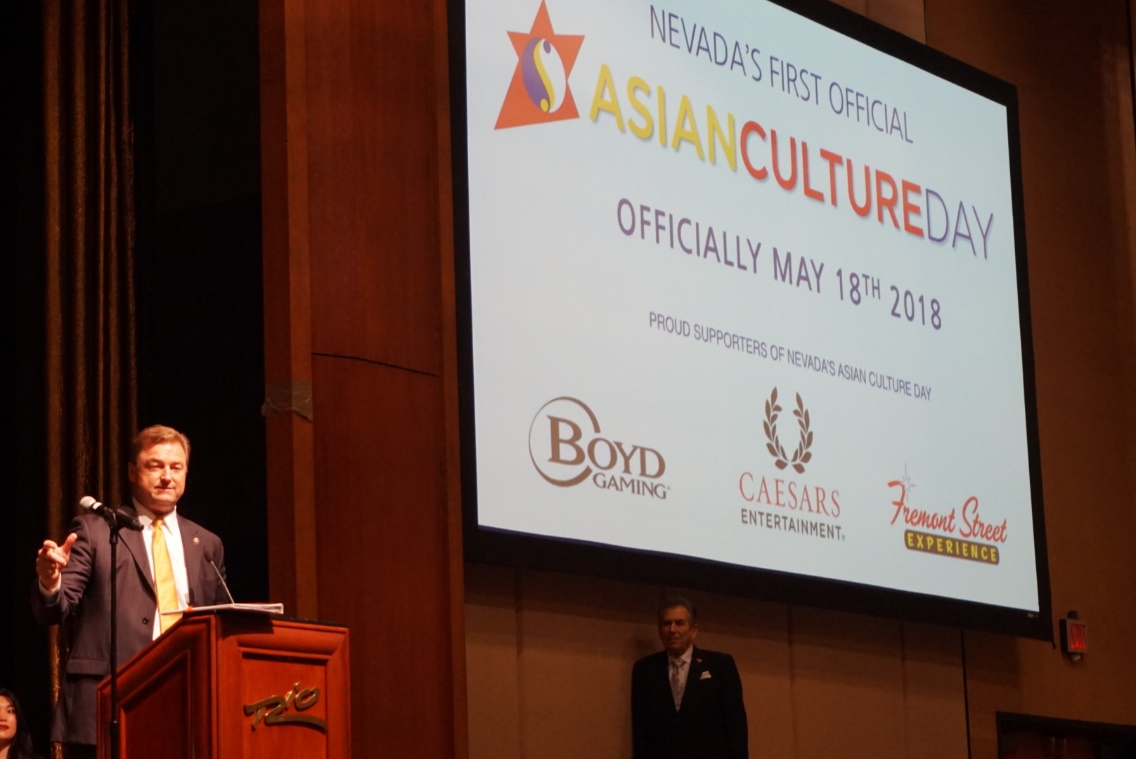 NEVADA'S FIRST OFFICIAL
ASIANCULTUREDAY
OFFICIALLY MAY 18TH 2018
PROUD SUPPORTERS OF NEVADA'S ASIAN CULTURE DAY
BOYD
GAMING
CAESARS
ENTERTAINMENT®
Fremont Street
EXPERIENCE
Rio